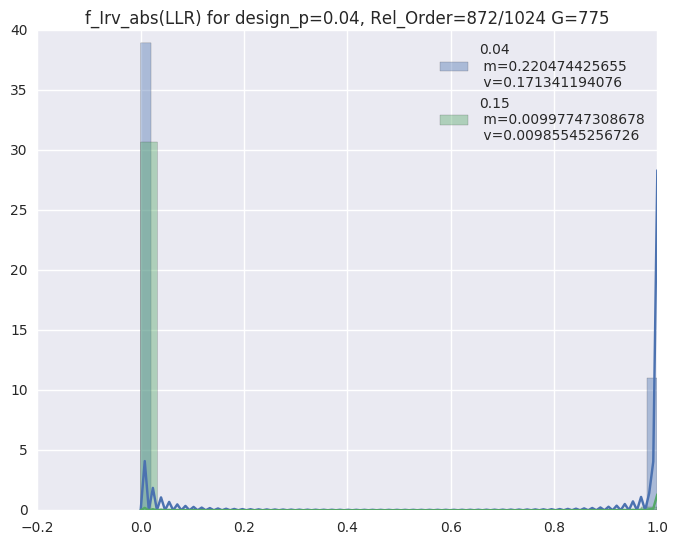 f_Irv_abs(LLR) for design_p=0.04, Rel_Order=872/1024 G=775
40
35
30
25
20
15
10
5
0
−0.2 0.0 0.2 0.4 0.6 0.8 1.0
0.04
m=0.220474425655
v=0.171341194076
0.15
m=0.00997747308678
v=0.00985545256726